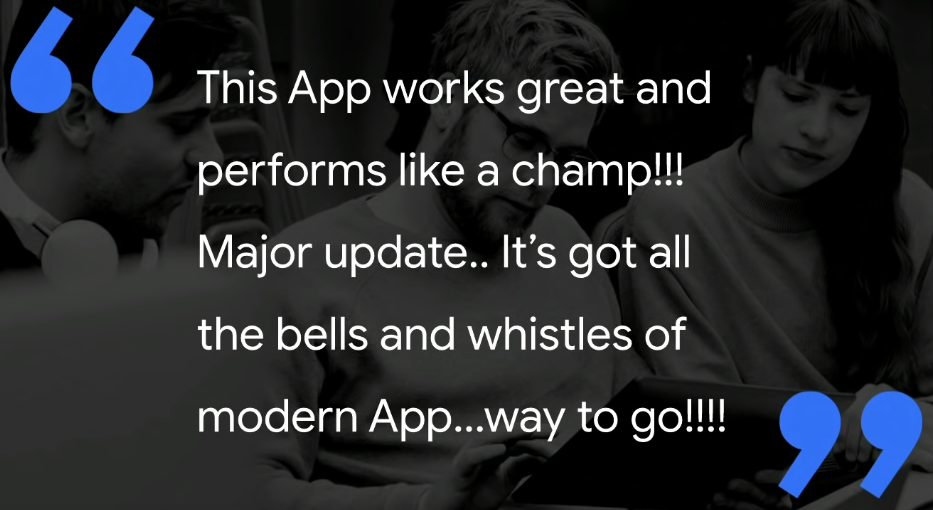 This App works great and
performs like a champ!!!
Major update.. It’s got all
the bells and whistles of
modern App...way to go!!!!